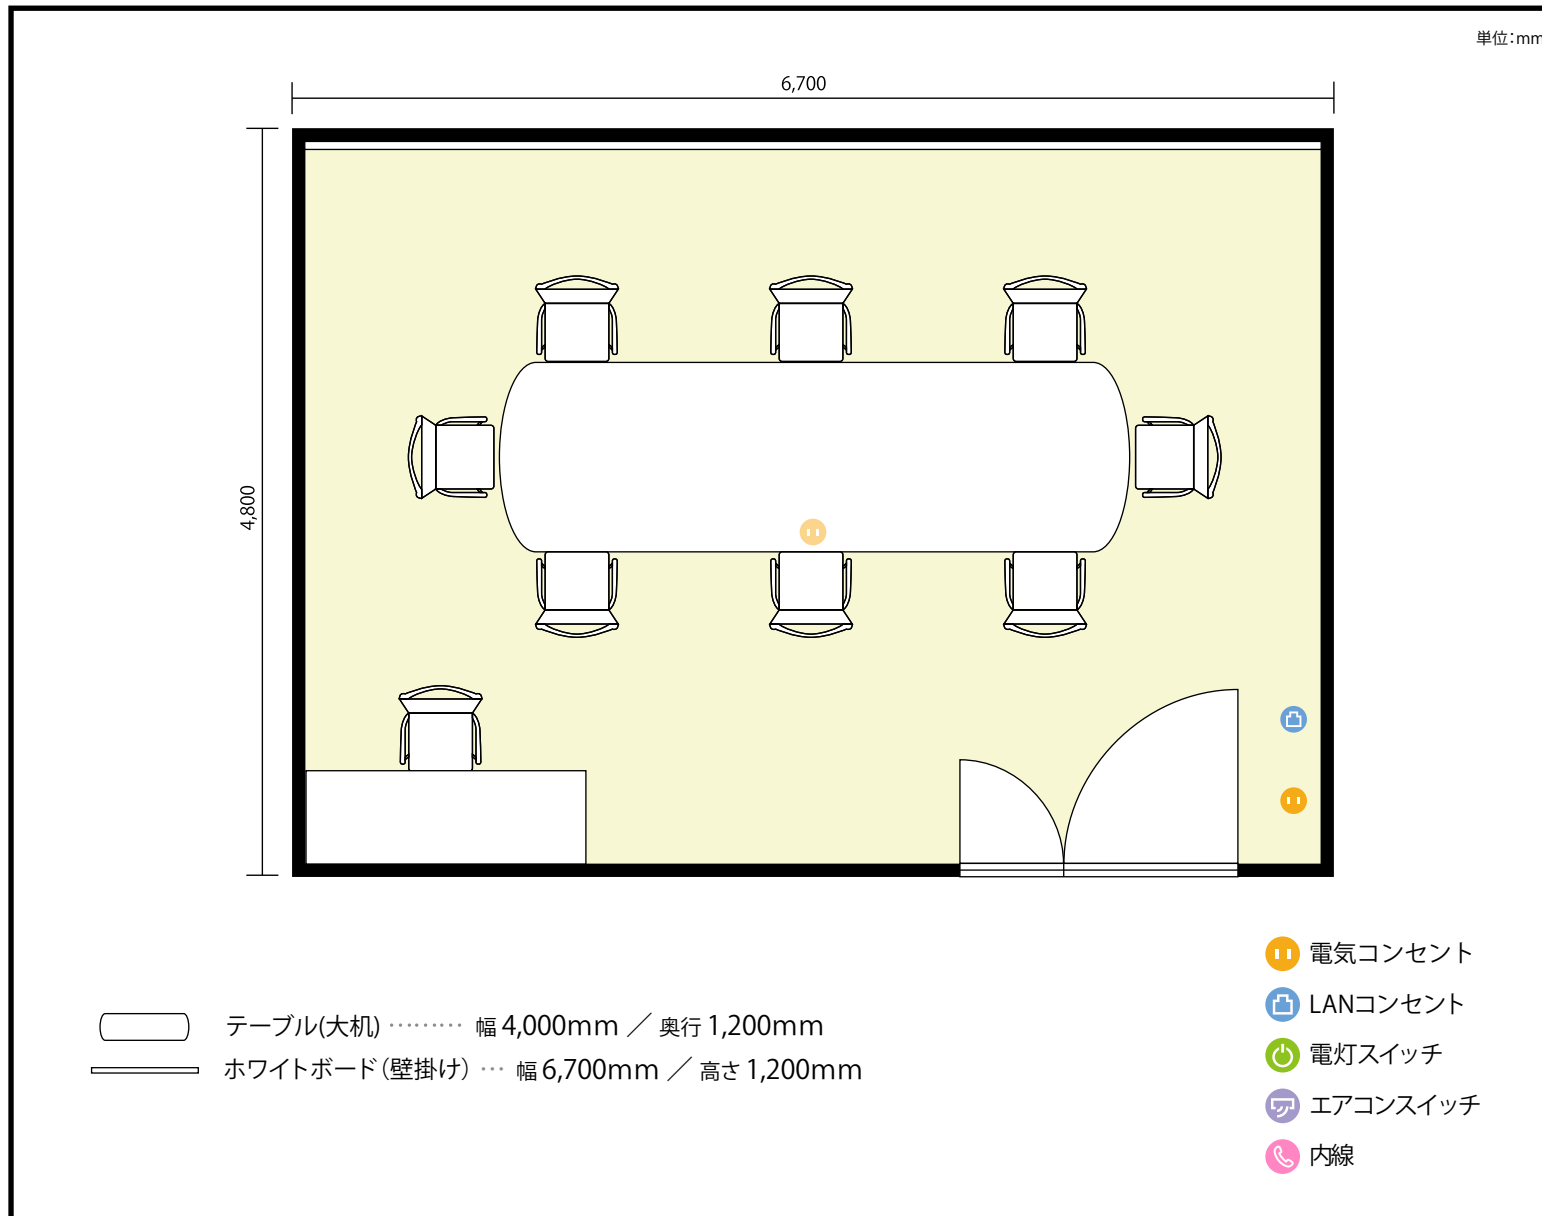 単位：mm
6,700
4,800
電気コンセント
LANコンセント
電灯スイッチ
エアコンスイッチ
内線
テーブル(大机) ‥‥‥‥‥ 幅 4,000mm ／ 奥行 1,200mm
ホワイトボード（壁掛け） … 幅 6,700mm ／ 高さ 1,200mm